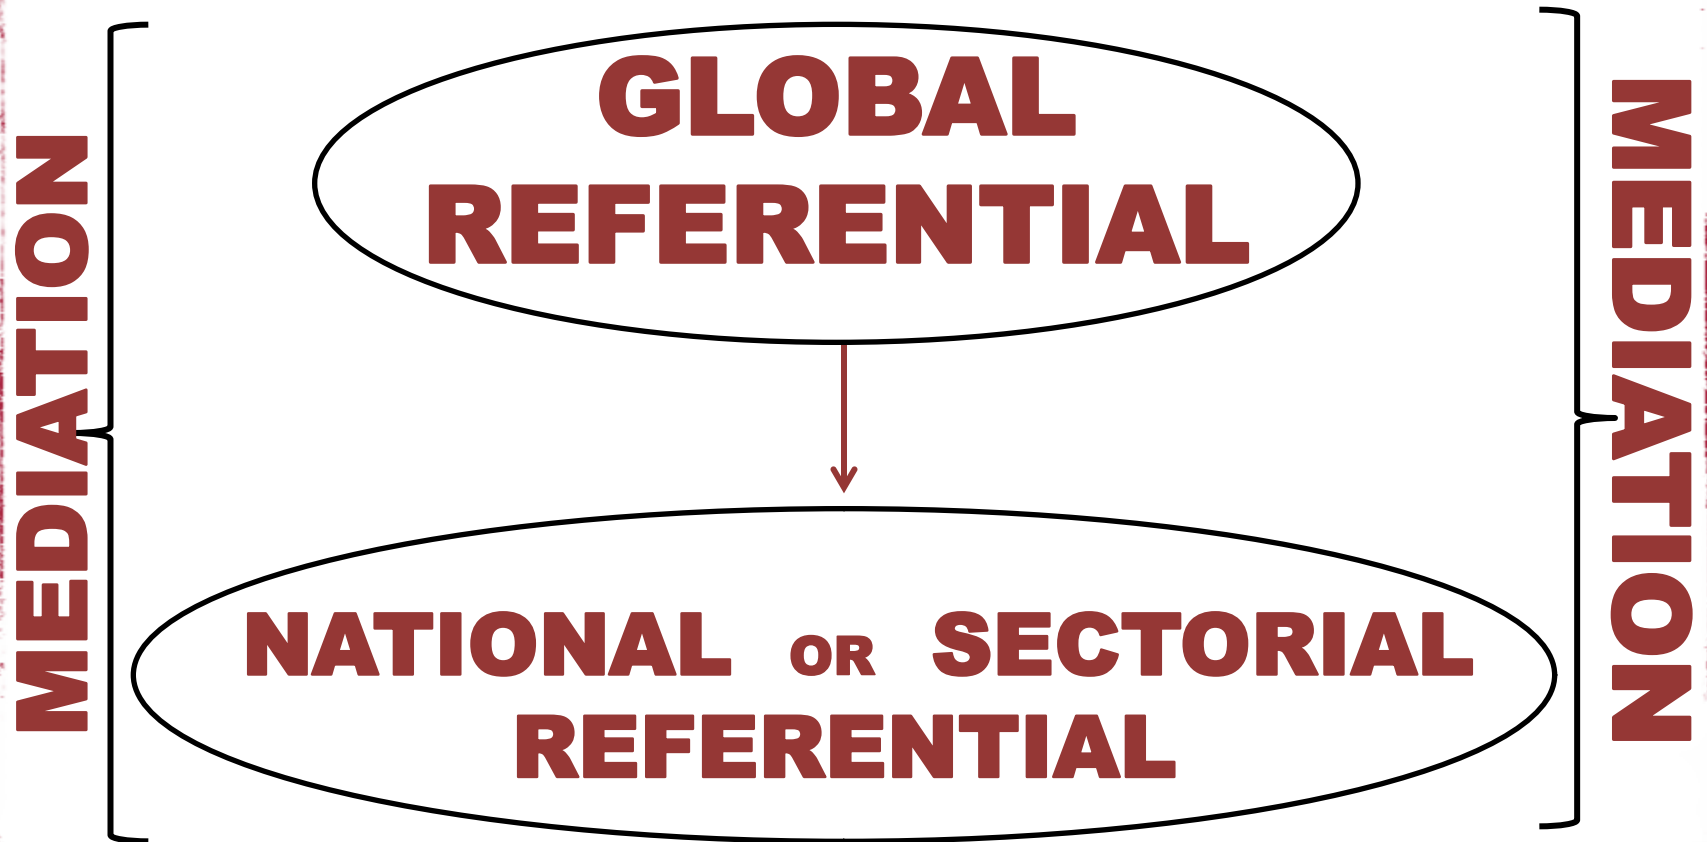 MEDIATION
GLOBAL
REFERENTIAL
NATIONAL OR SECTORIAL
REFERENTIAL
MEDIATION